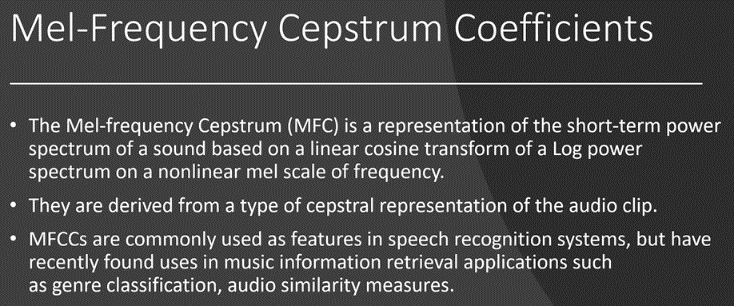 Mel-Frequency Cepstrum Coefficients
• The Mel-frequency Cepstrum (MFC) is a representation of the short-term power
spectrum of a sound based on a linear cosine transform of a Log power
spectrum on a nonlinear mel scale of frequency.
• They are derived from a type of cepstral representation of the audio clip.
• MFCCs are commonly used as features in speech recognition systems, but have
recently found uses in music information retrieval applications such
as genre classification, audio similarity measures.